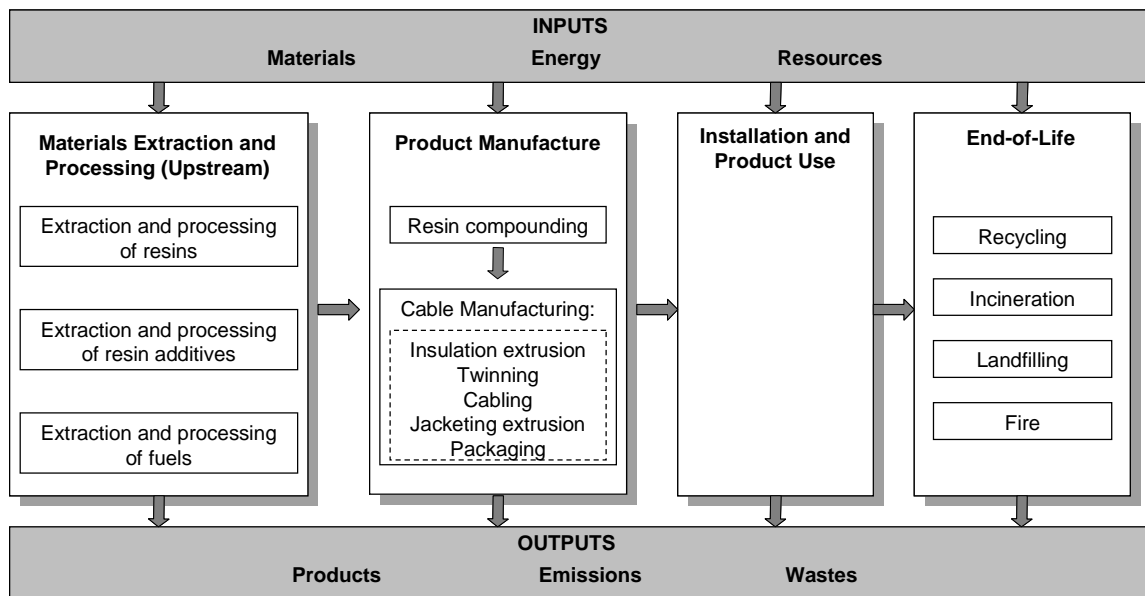 INPUTS
Materials Energy Resources
Materials Extraction and
Processing (Upstream)
Extraction and processing
of resins
Extraction and processing
of resin additives
Extraction and processing
of fuels
Product Manufacture
Resin compounding
Cable Manufacturing:
Insulation extrusion
Twinning
Cabling
Jacketing extrusion
Packaging
Installation and
Product Use
End-of-Life
Recycling
Incineration
Landfilling
Fire
OUTPUTS
Products Emissions Wastes